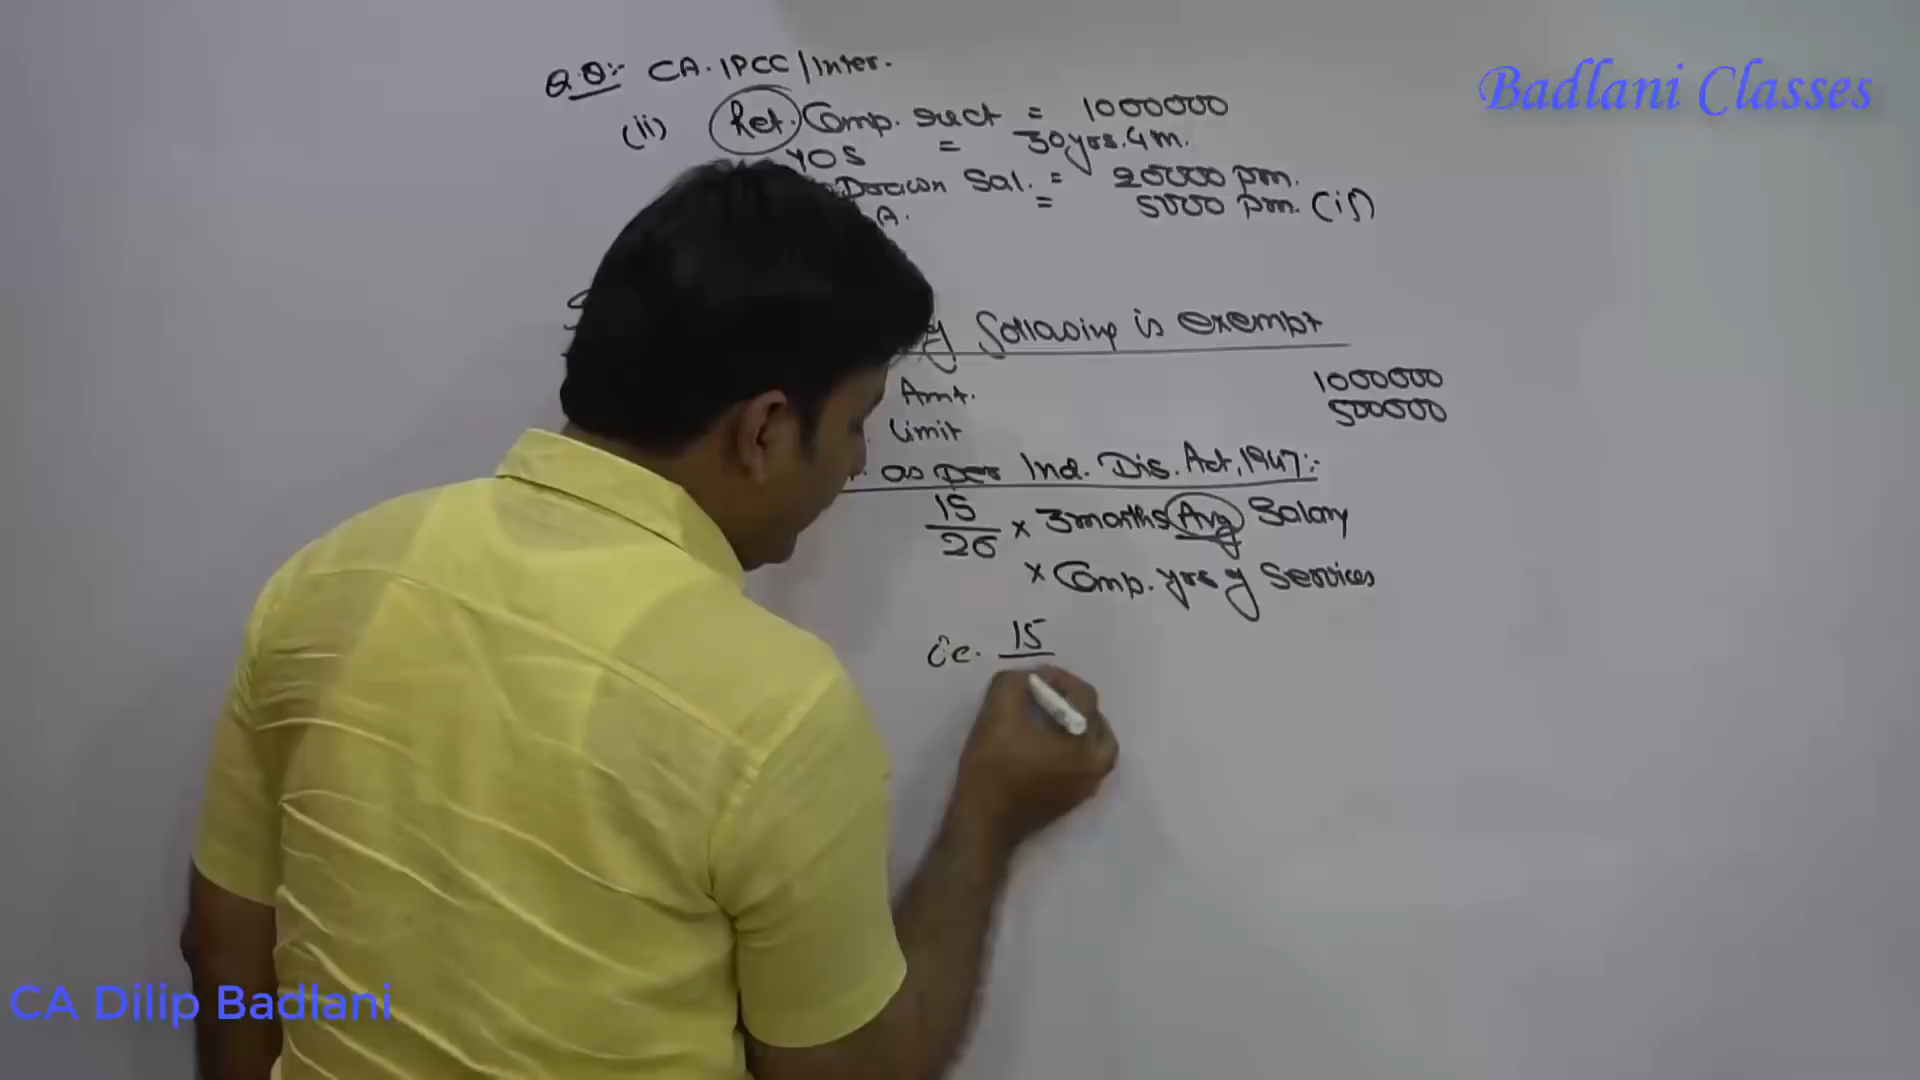 Q.8:- CA. IPCC/Inter.
Badlani Classes
(ii) Ret. Comp. = 1000000
YOS = 30yrs. 4m.
Drawn Sal. = 20000 pm.
A. = 5000 pm.
Following is exempt
Amt. 1000000
Limit 500000
as per Ind. Dis. Act, 1947:-
15/26 x 3months Avg Salary
x Comp. yrs of Services
i.e. 15
CA Dilip Badlani